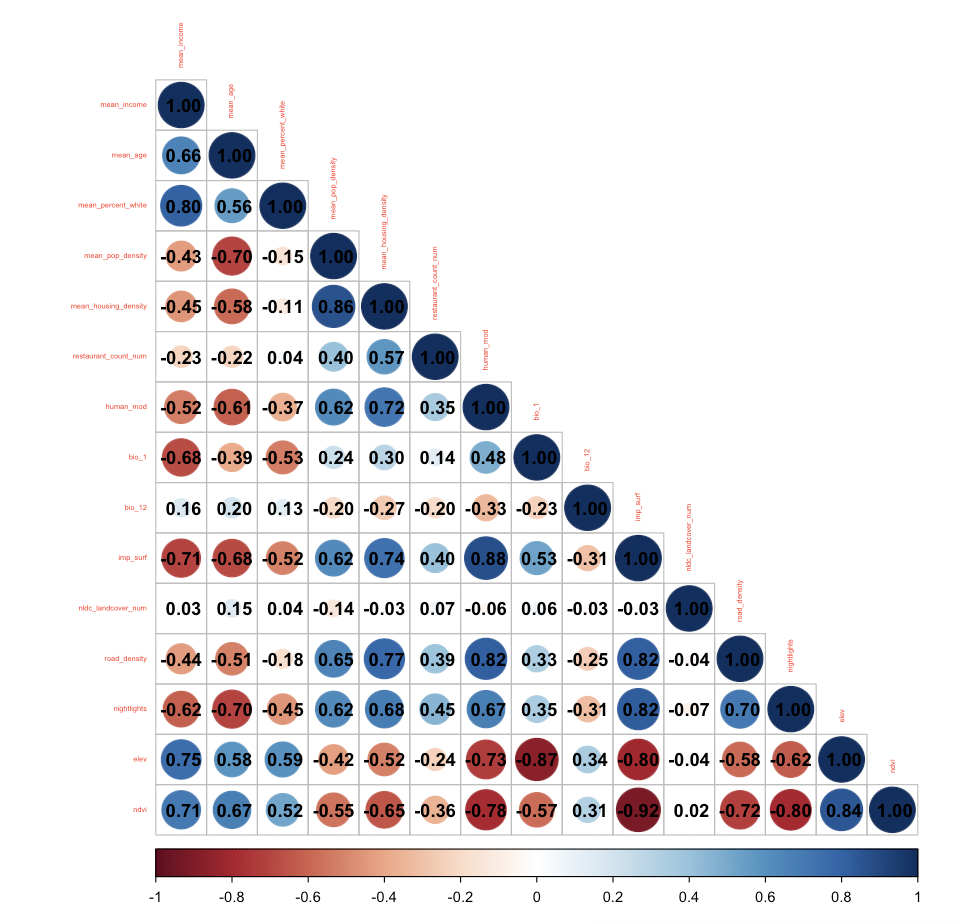 mean_income
mean_age
mean_percent_white
mean_pop_density
mean_housing_density
restaurant_count_num
human_mod
bio_1
bio_12
imp_surf
nldc_landcover_num
road_density
nightlights
elev
ndvi
mean_income 1.00
mean_age 0.66 1.00
mean_percent_white 0.80 0.56 1.00
mean_pop_density -0.43 -0.70 -0.15 1.00
mean_housing_density -0.45 -0.58 -0.11 0.86 1.00
restaurant_count_num -0.23 -0.22 0.04 0.40 0.57 1.00
human_mod -0.52 -0.61 -0.37 0.62 0.72 0.35 1.00
bio_1 -0.68 -0.39 -0.53 0.24 0.30 0.14 0.48 1.00
bio_12 0.16 0.20 0.13 -0.20 -0.27 -0.20 -0.33 -0.23 1.00
imp_surf -0.71 -0.68 -0.52 0.62 0.74 0.40 0.88 0.53 -0.31 1.00
nldc_landcover_num 0.03 0.15 0.04 -0.14 -0.03 0.07 -0.06 0.06 -0.03 -0.03 1.00
road_density -0.44 -0.51 -0.18 0.65 0.77 0.39 0.82 0.33 -0.25 0.82 -0.04 1.00
nightlights -0.62 -0.70 -0.45 0.62 0.68 0.45 0.67 0.35 -0.31 0.82 -0.07 0.70 1.00
elev 0.75 0.58 0.59 -0.42 -0.52 -0.24 -0.73 -0.87 0.34 -0.80 -0.04 -0.58 -0.62 1.00
ndvi 0.71 0.67 0.52 -0.55 -0.65 -0.36 -0.78 -0.57 0.31 -0.92 0.02 -0.72 -0.80 0.84 1.00
-1 -0.8 -0.6 -0.4 -0.2 0 0.2 0.4 0.6 0.8 1